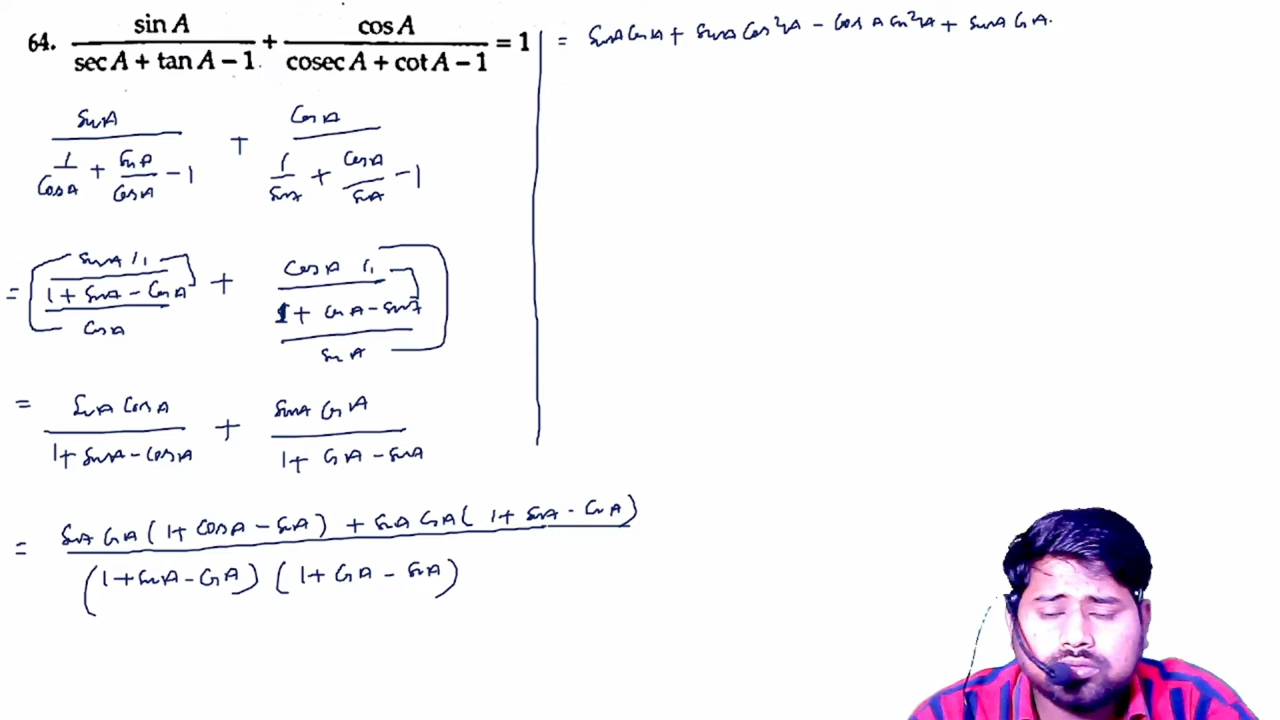 64. sin A / (sec A + tan A − 1) + cos A / (cosec A + cot A − 1) = 1
sinA / (1/cosA + sinA/cosA − 1) + cosA / (1/sinA + cosA/sinA − 1)
= (sinA/1) / ((1 + sinA − cosA)/cosA) + (cosA/1) / ((1 + cosA − sinA)/sinA)
= sinA cosA / (1 + sinA − cosA) + sinA cosA / (1 + cosA − sinA)
= (sinA cosA (1 + cosA − sinA) + sinA cosA (1 + sinA − cosA)) / ((1 + sinA − cosA) (1 + cosA − sinA))
= sinA cosA + sinA cos²A − cosA sin²A + sinA cosA.